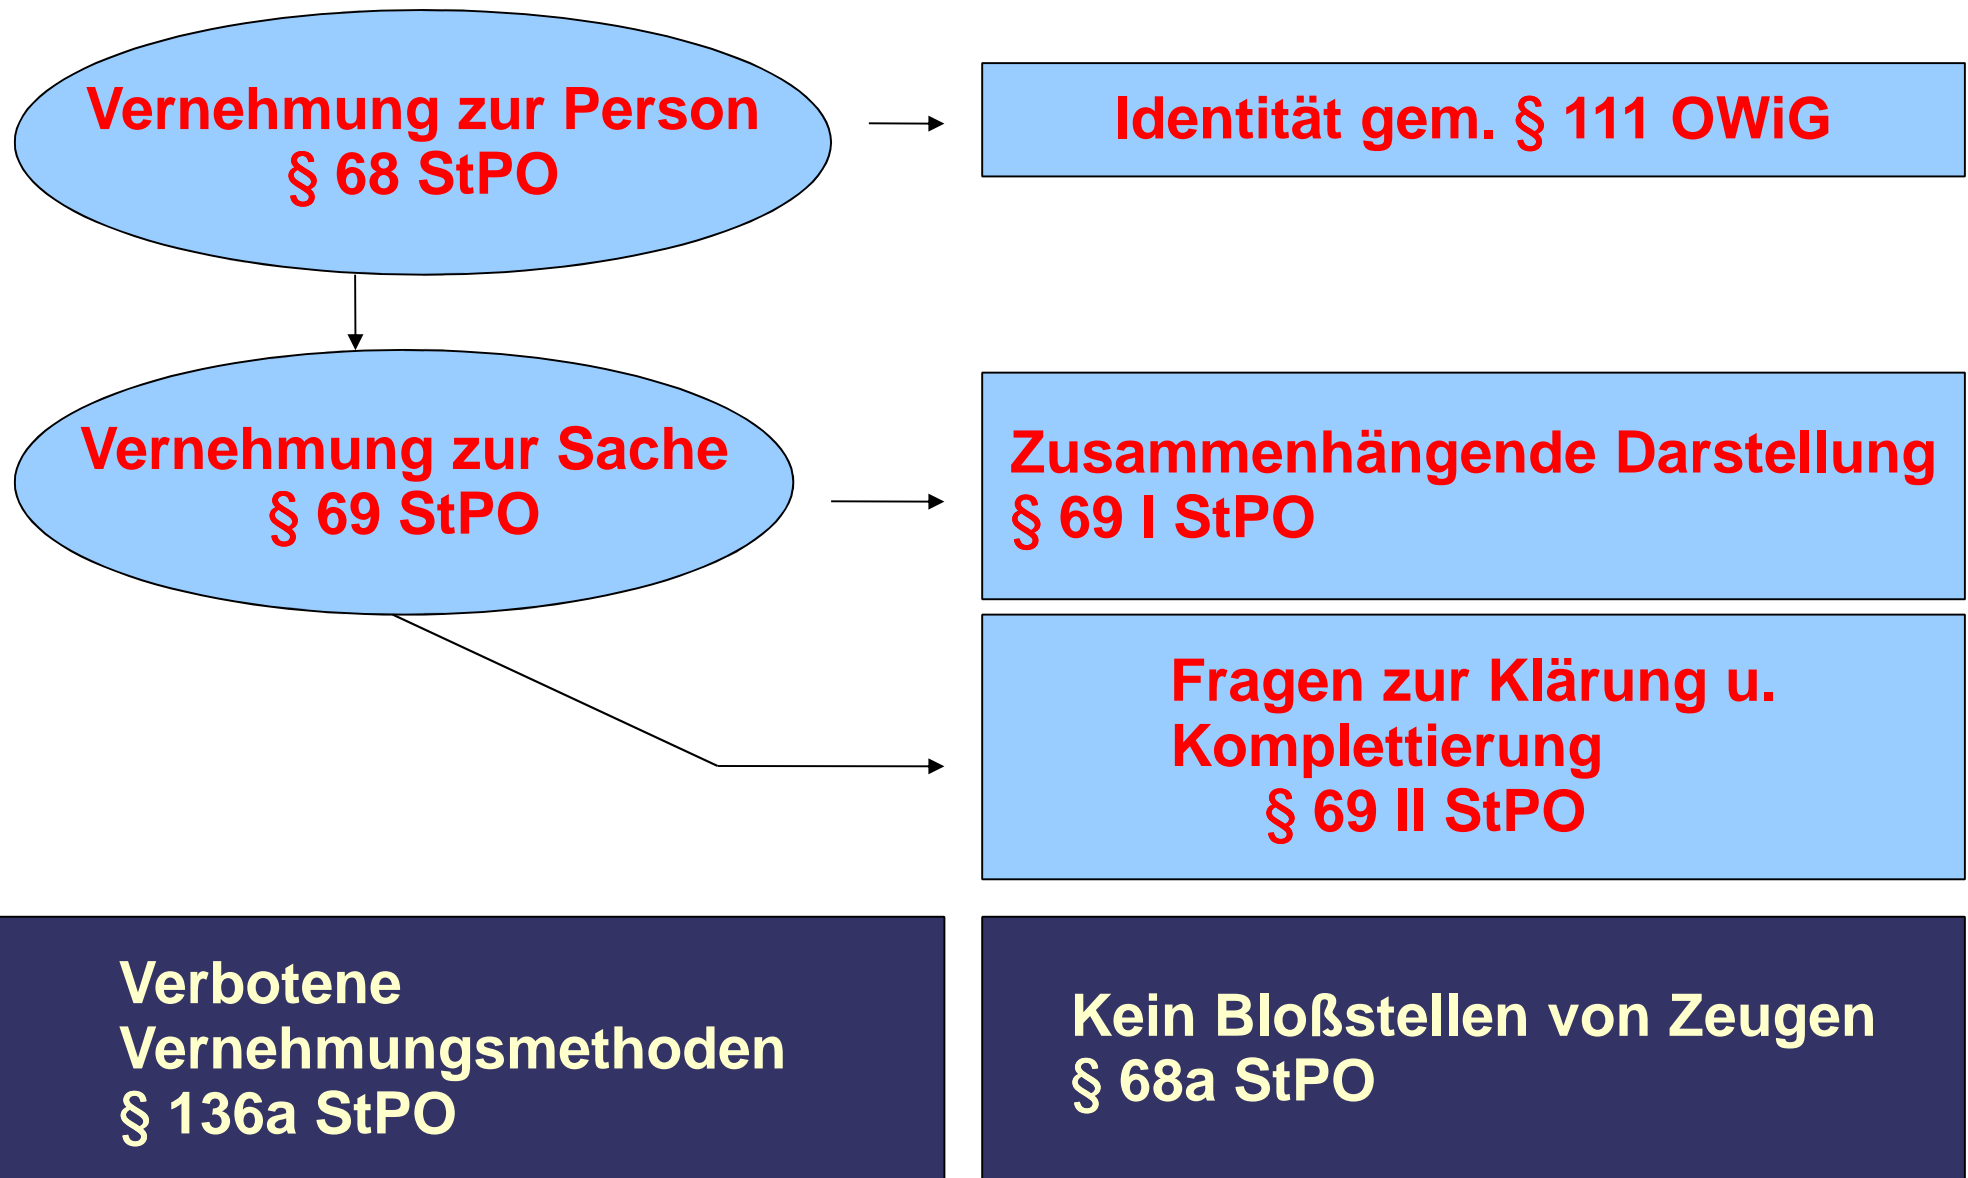 Vernehmung zur Person
§ 68 StPO
Identität gem. § 111 OWiG
Vernehmung zur Sache
§ 69 StPO
Zusammenhängende Darstellung
§ 69 I StPO
Fragen zur Klärung u.
Komplettierung
§ 69 II StPO
Verbotene
Vernehmungsmethoden
§ 136a StPO
Kein Bloßstellen von Zeugen
§ 68a StPO